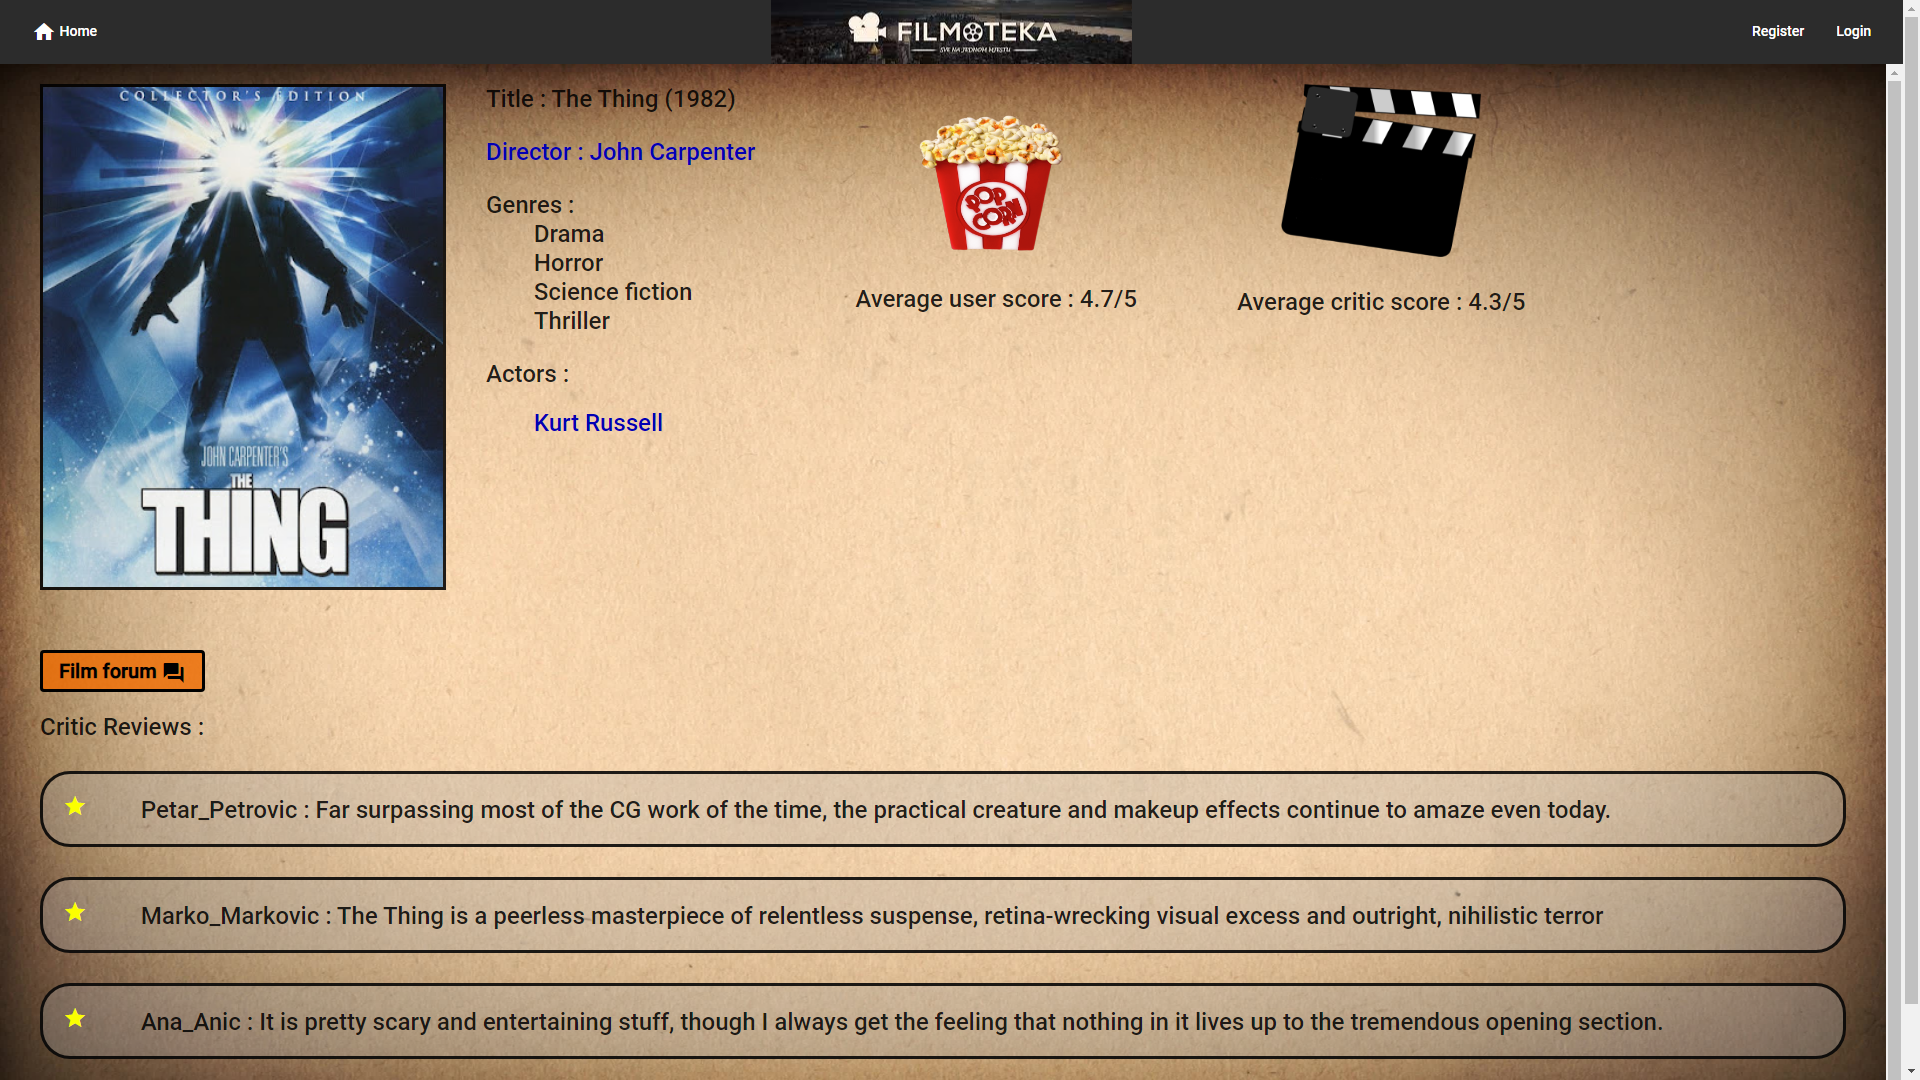 Home
FILMOTEKA
SVE NA JEDNOM MJESTU
Register
Login
COLLECTOR'S EDITION
JOHN CARPENTER'S
THE
THING
Title : The Thing (1982)
Director : John Carpenter
Genres :
Drama
Horror
Science fiction
Thriller
Actors :
Kurt Russell
POP
CORN
Average user score : 4.7/5
Average critic score : 4.3/5
Film forum
Critic Reviews :
Petar_Petrovic : Far surpassing most of the CG work of the time, the practical creature and makeup effects continue to amaze even today.
Marko_Markovic : The Thing is a peerless masterpiece of relentless suspense, retina-wrecking visual excess and outright, nihilistic terror
Ana_Anic : It is pretty scary and entertaining stuff, though I always get the feeling that nothing in it lives up to the tremendous opening section.